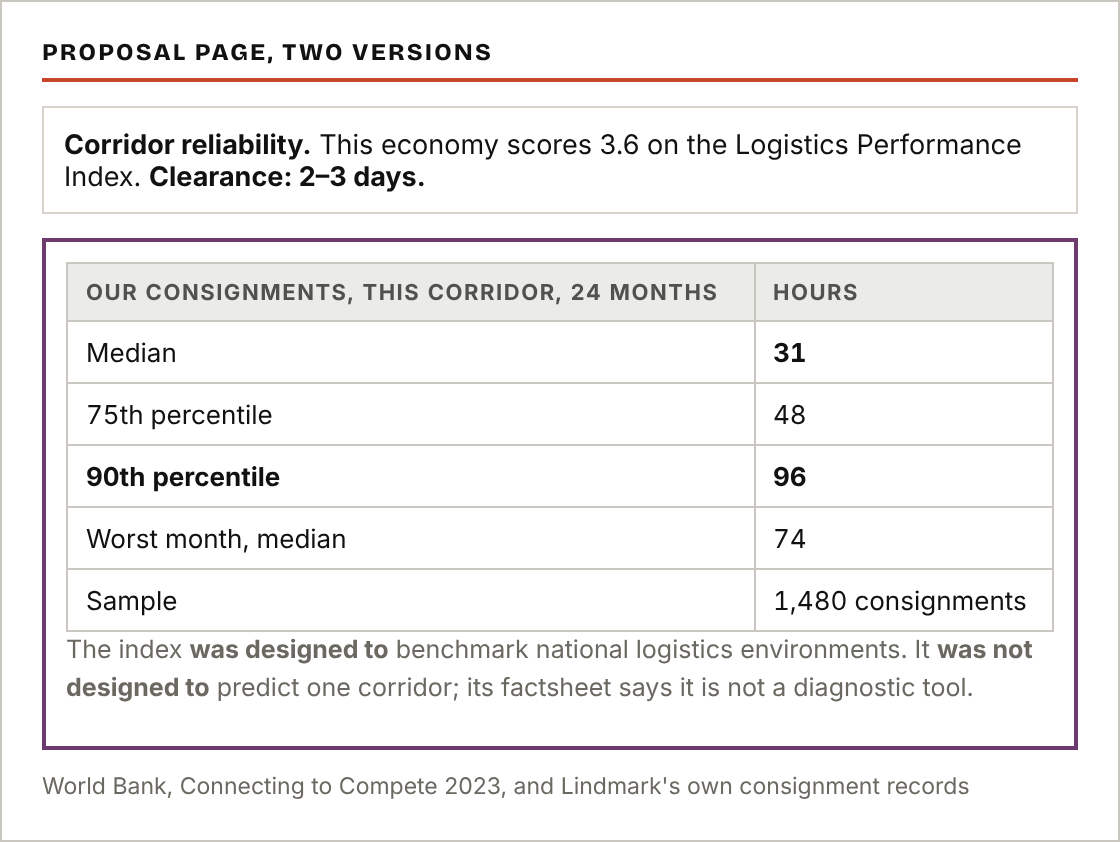 PROPOSAL PAGE, TWO VERSIONS
Corridor reliability. This economy scores 3.6 on the Logistics Performance
Index. Clearance: 2–3 days.
OUR CONSIGNMENTS, THIS CORRIDOR, 24 MONTHS HOURS
Median 31
75th percentile 48
90th percentile 96
Worst month, median 74
Sample 1,480 consignments
The index was designed to benchmark national logistics environments. It was not
designed to predict one corridor; its factsheet says it is not a diagnostic tool.
World Bank, Connecting to Compete 2023, and Lindmark's own consignment records